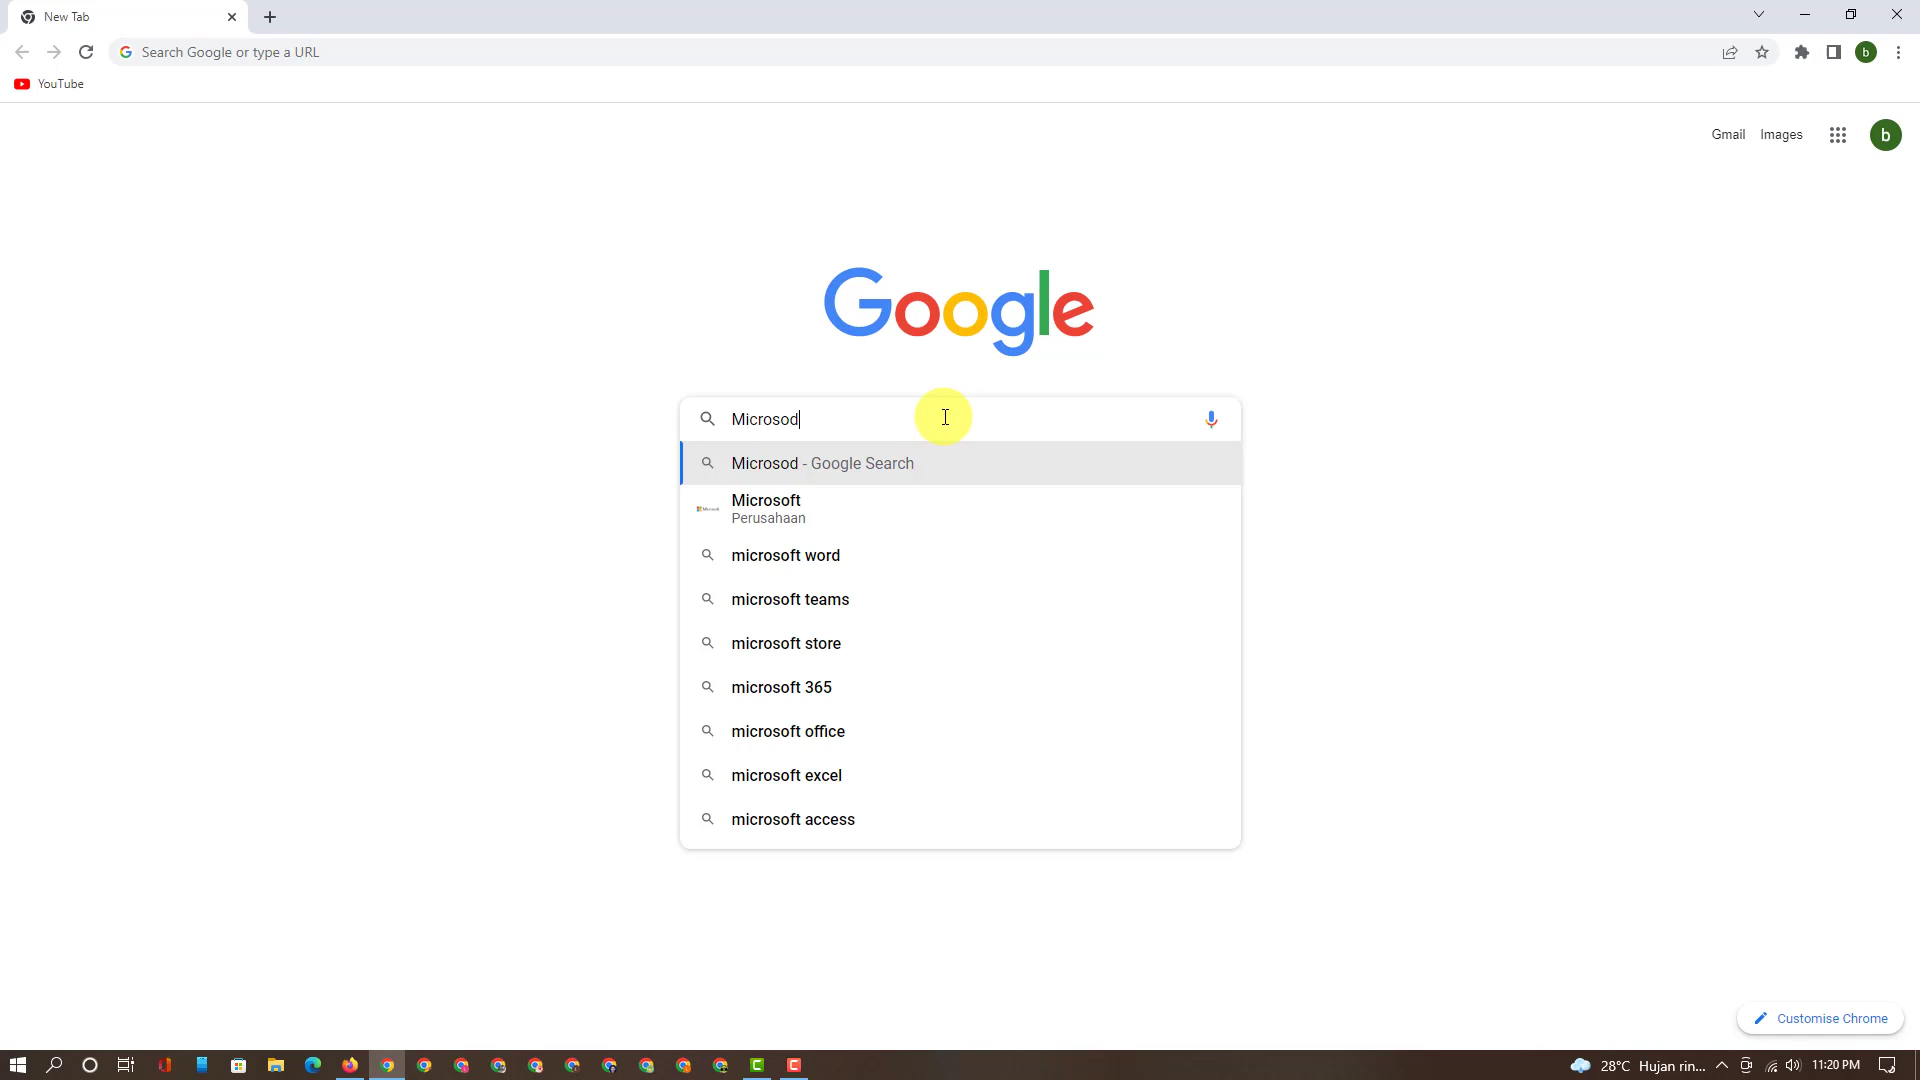 New Tab
Search Google or type a URL
YouTube
Gmail Images
b
b
Google
Microsod
Microsod - Google Search
Microsoft
Perusahaan
microsoft word
microsoft teams
microsoft store
microsoft 365
microsoft office
microsoft excel
microsoft access
Customise Chrome
28°C Hujan rin... 11:20 PM